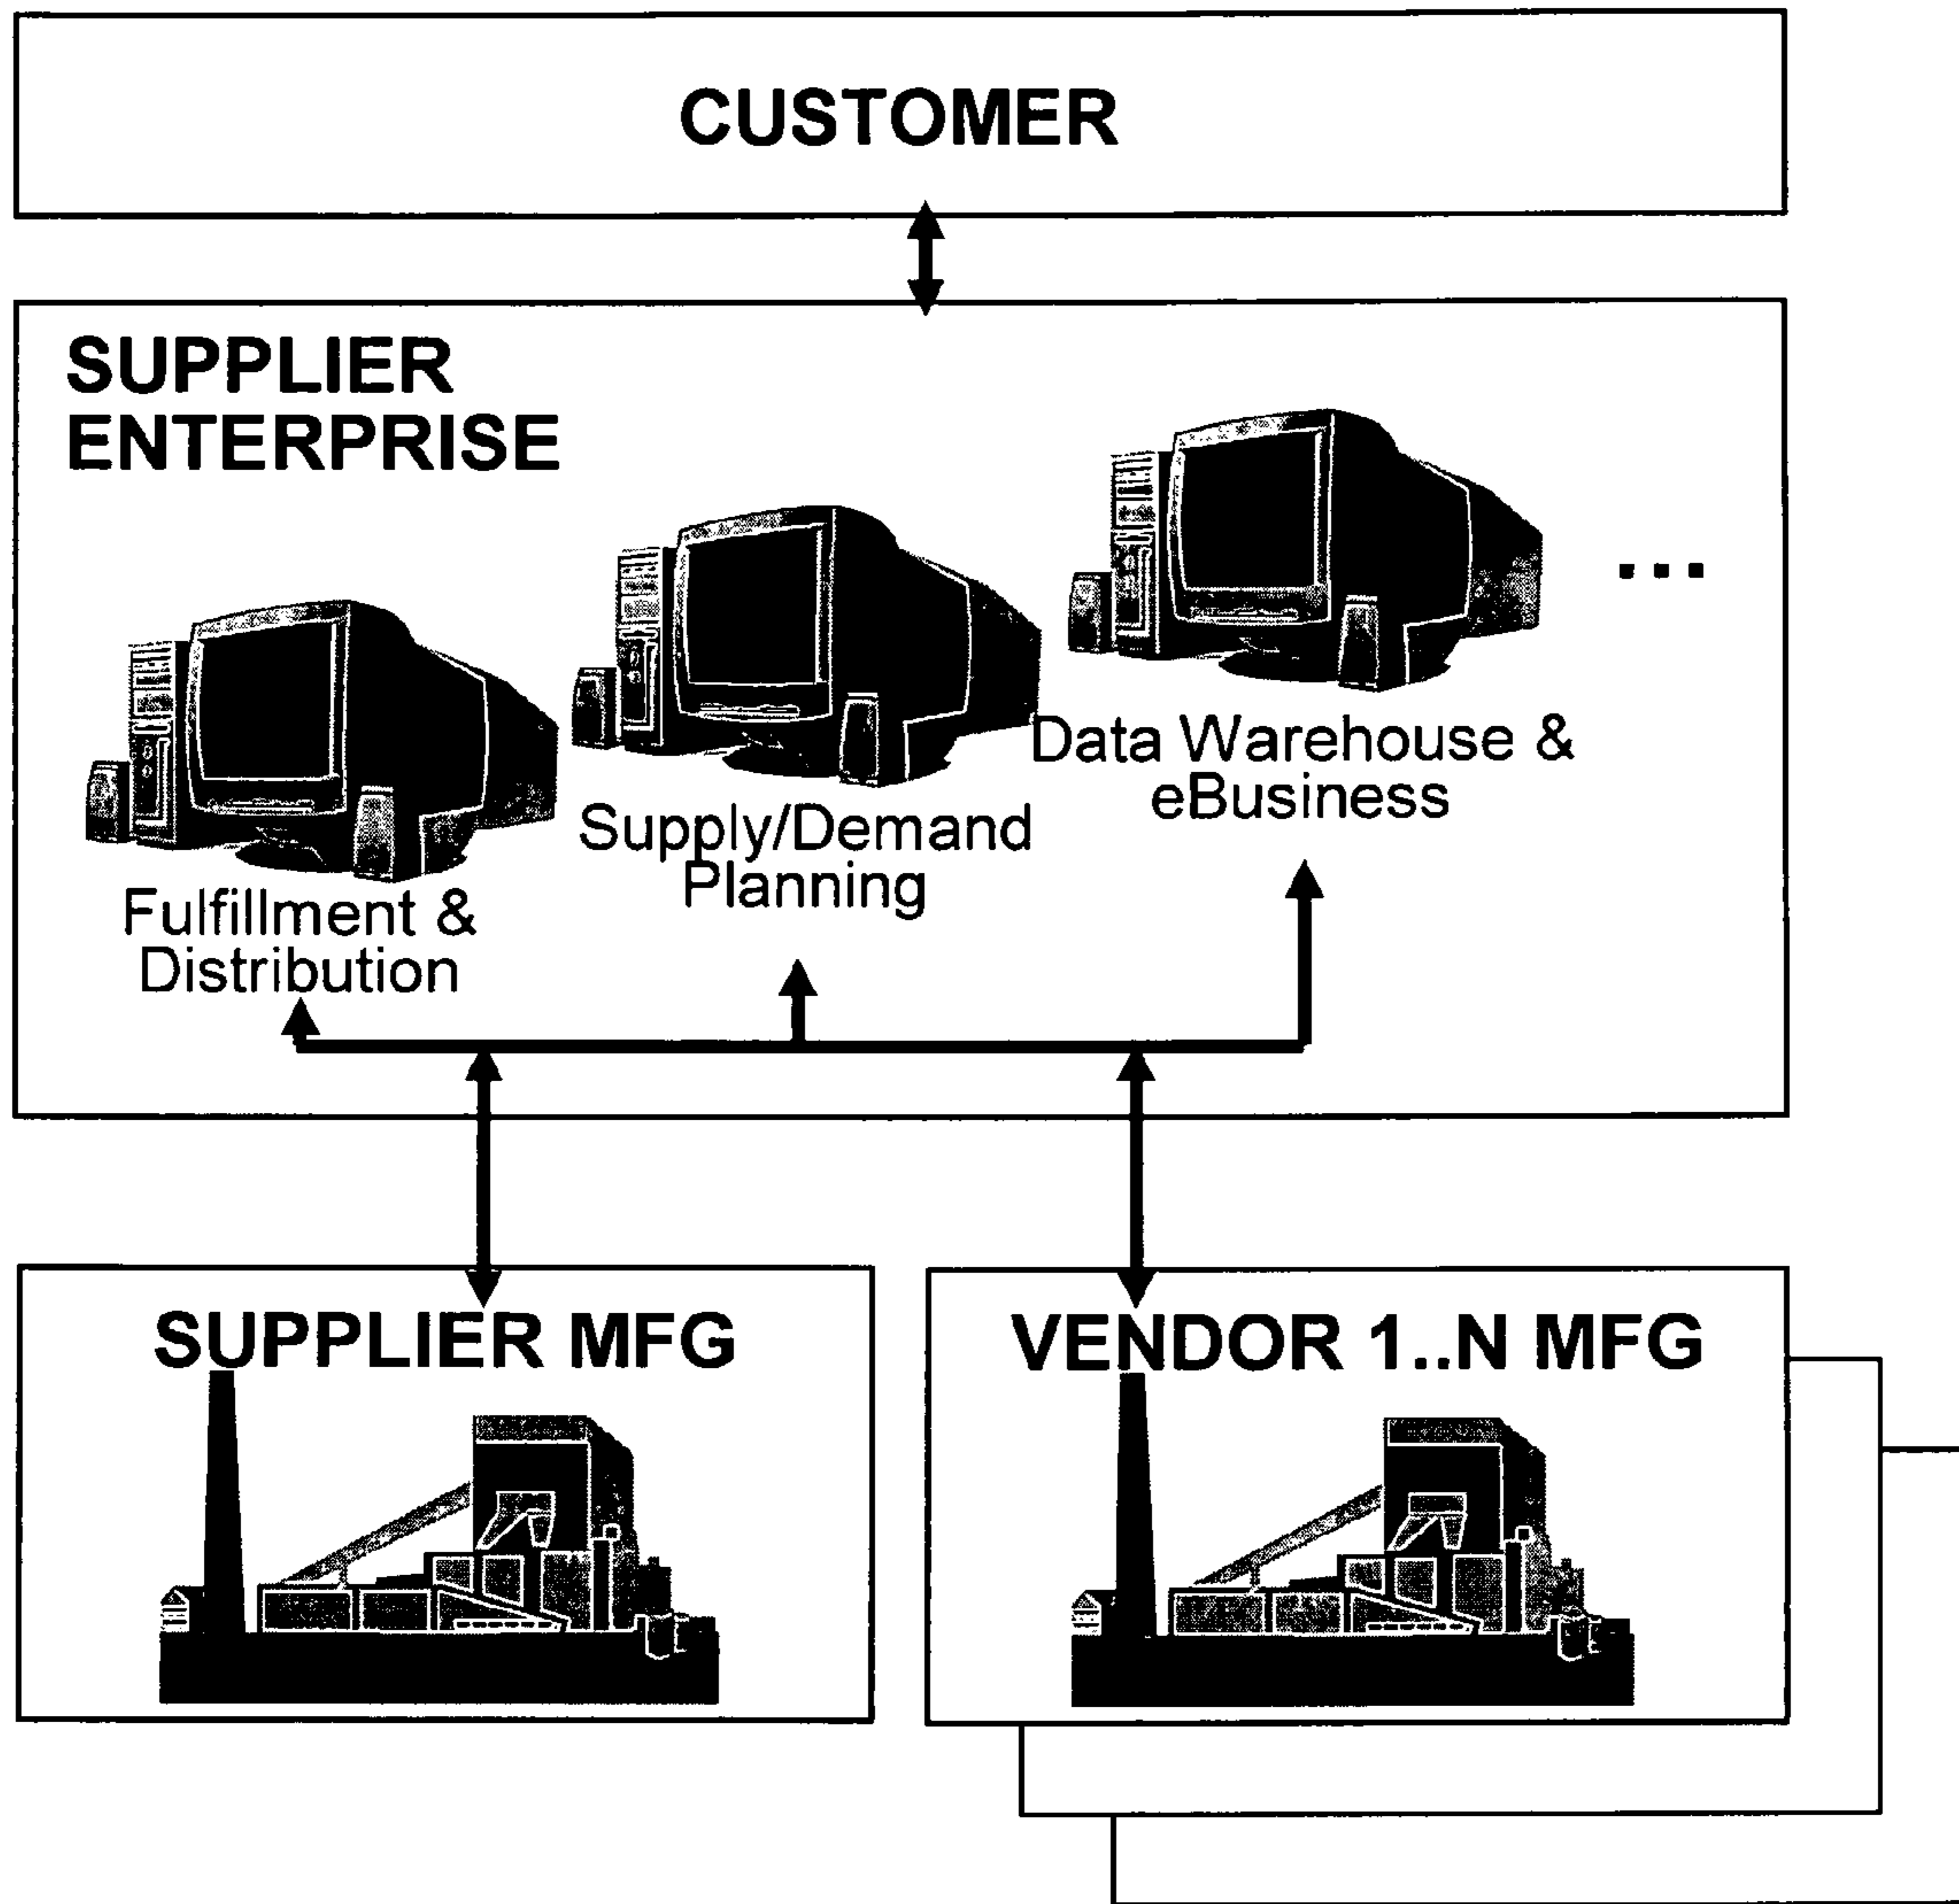 CUSTOMER
SUPPLIER
ENTERPRISE
...
Data Warehouse &
eBusiness
Supply/Demand
Planning
Fulfillment &
Distribution
SUPPLIER MFG
VENDOR 1..N MFG